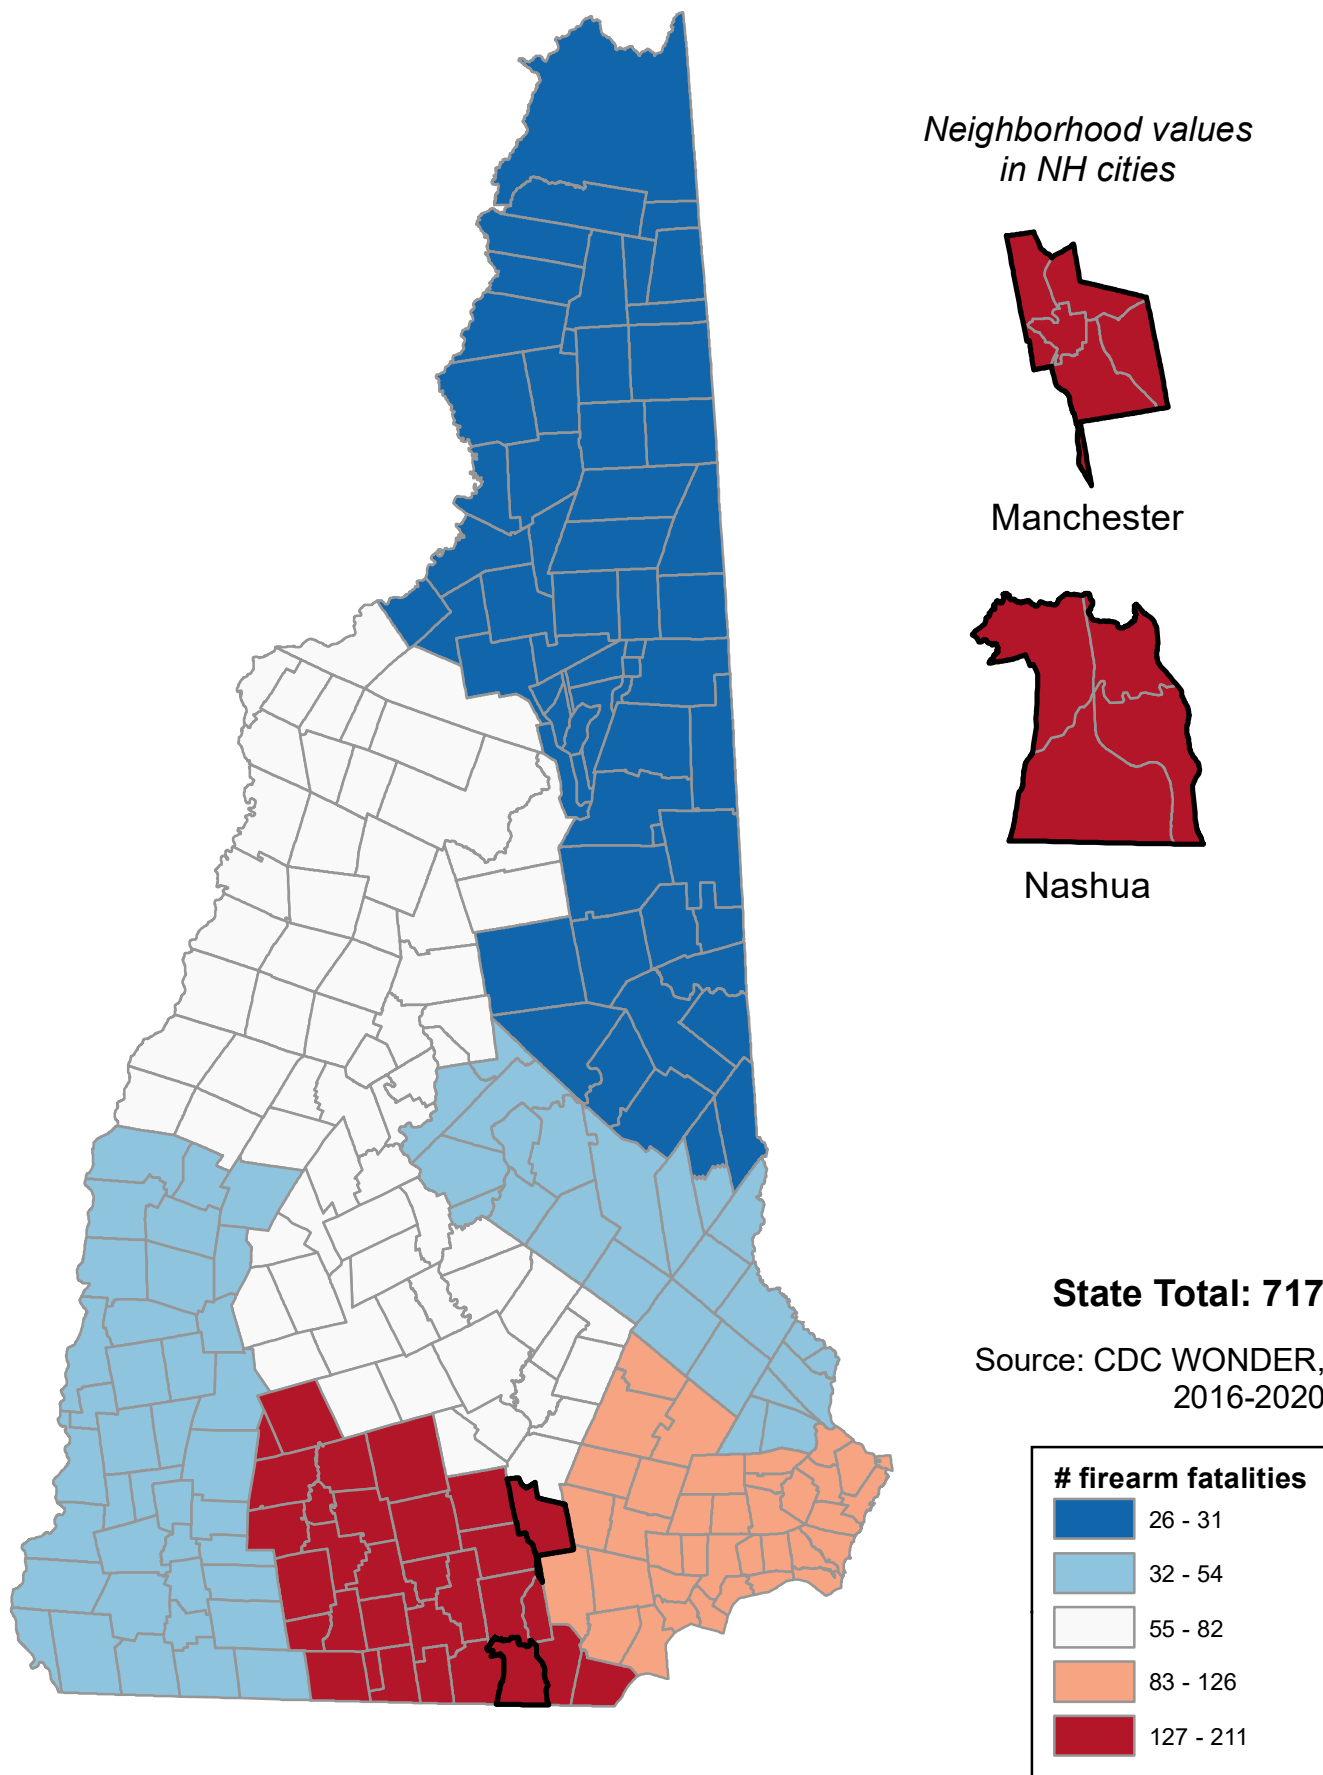 Neighborhood values
in NH cities
Manchester
Nashua
State Total: 717
Source: CDC WONDER,
2016-2020
# firearm fatalities
26 - 31
32 - 54
55 - 82
83 - 126
127 - 211